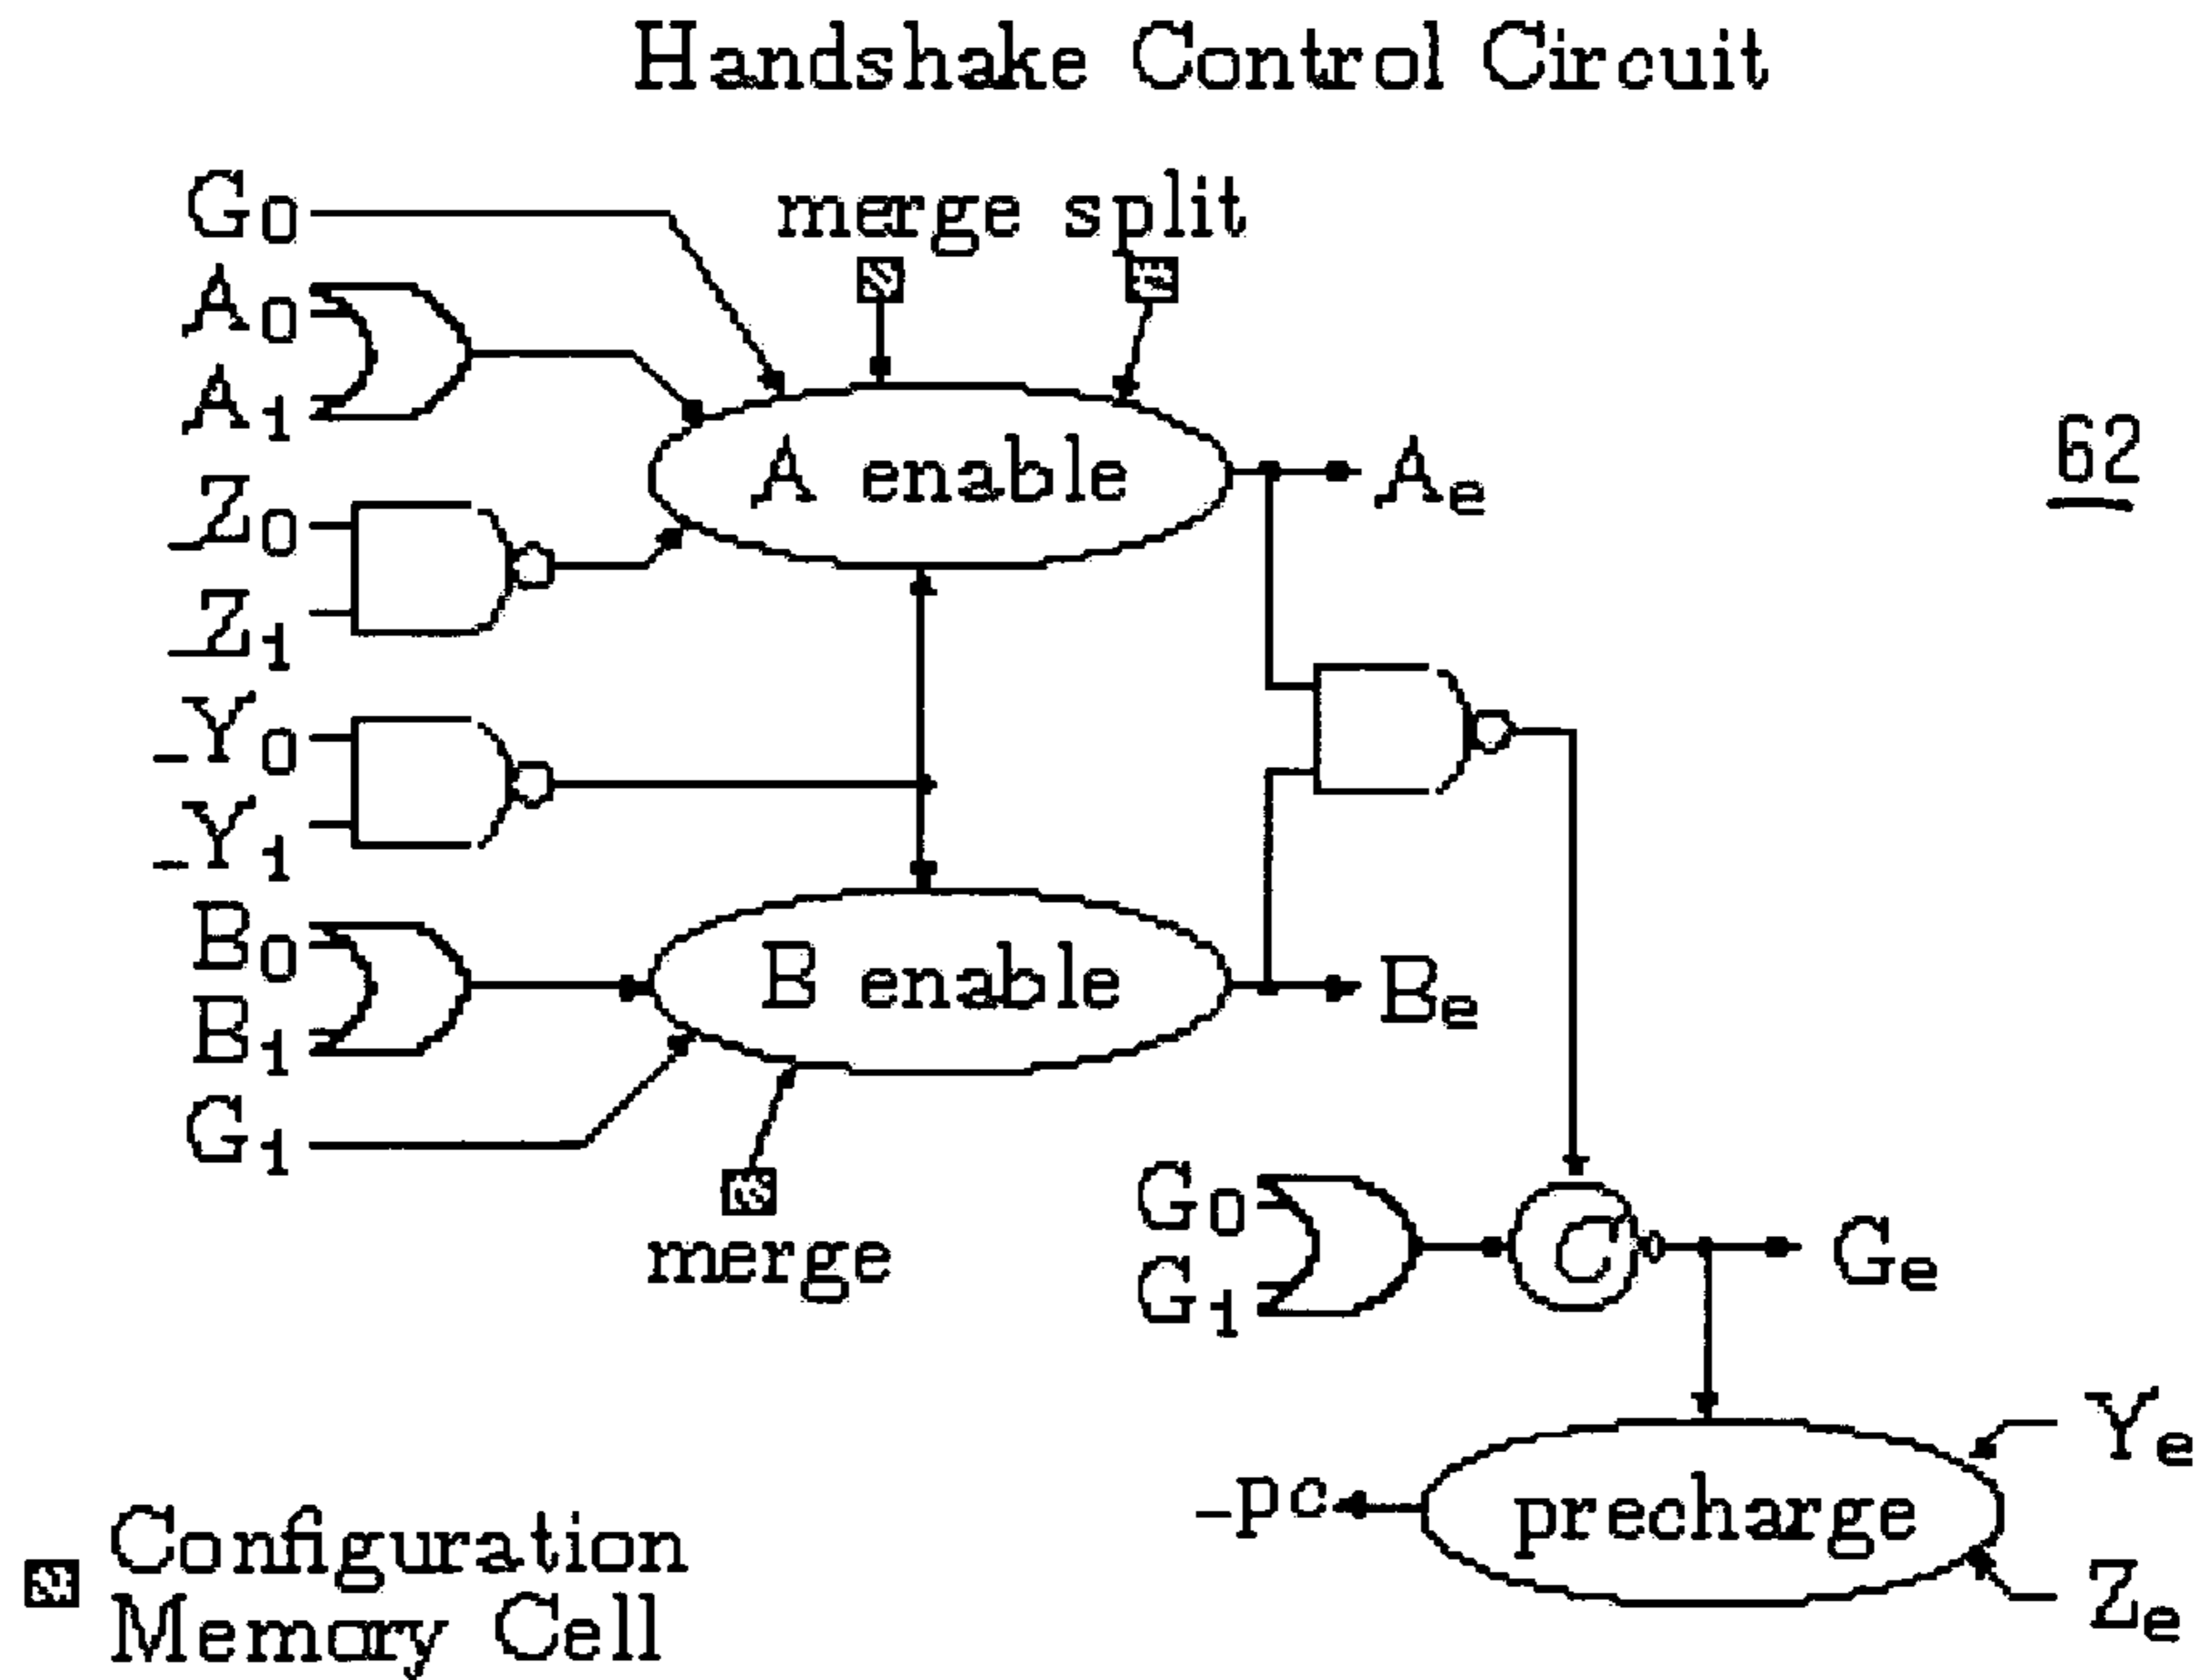 Handshake Control Circuit
G0
merge split
A0
A1
A enable
Ae
62
_Z0
_Z1
_Y0
_Y1
B0
B1
B enable
Be
G1
merge
G0
G1
C
Ge
Ye
_pc
precharge
Ze
Configuration
Memory Cell